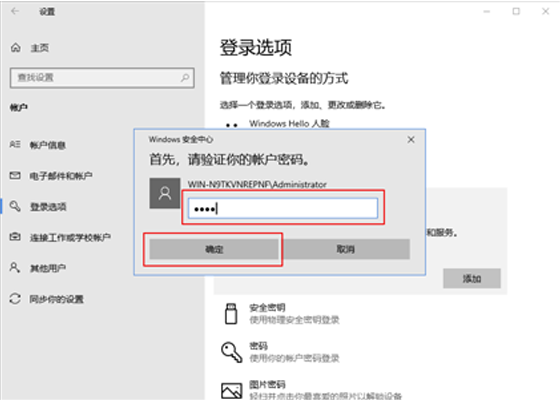 设置
主页
查找设置
帐户
帐户信息
电子邮件和帐户
登录选项
连接工作或学校帐户
其他用户
同步你的设置
登录选项
管理你登录设备的方式
选择一个登录选项，添加、更改或删除它。
Windows Hello 人脸
Windows 安全中心
首先，请验证你的帐户密码。
WIN-N9TKVNREPNF\Administrator
确定
取消
和服务。
添加
安全密钥
使用物理安全密钥登录
密码
使用你的帐户密码登录
图片密码
轻扫并点击你最喜爱的照片以解锁设备